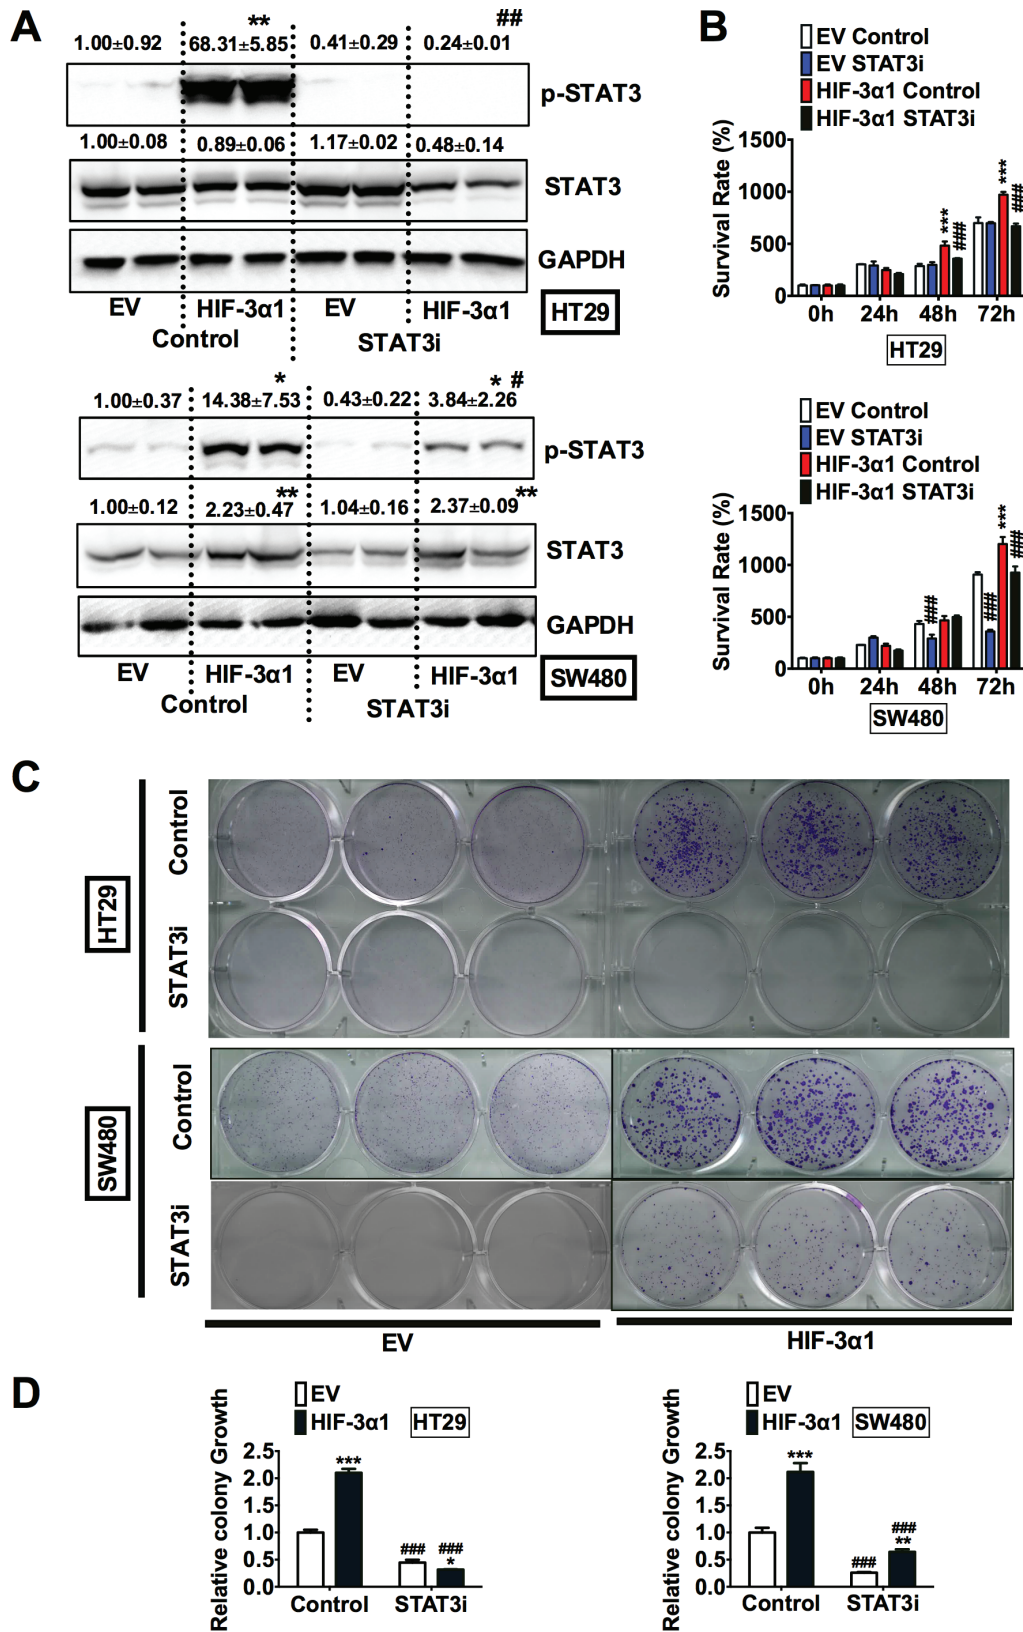 A
** ##
1.00±0.92 68.31±5.85 0.41±0.29 0.24±0.01
p-STAT3
1.00±0.08 0.89±0.06 1.17±0.02 0.48±0.14
STAT3
GAPDH
EV HIF-3α1 EV HIF-3α1
HT29
Control STAT3i
* * #
1.00±0.37 14.38±7.53 0.43±0.22 3.84±2.26
p-STAT3
** **
1.00±0.12 2.23±0.47 1.04±0.16 2.37±0.09
STAT3
GAPDH
EV HIF-3α1 EV HIF-3α1
SW480
Control STAT3i
B
EV Control
EV STAT3i
HIF-3α1 Control
HIF-3α1 STAT3i
Survival Rate (%)
1500
1000
500
0
*** ### *** ###
0h 24h 48h 72h
HT29
EV Control
EV STAT3i
HIF-3α1 Control
HIF-3α1 STAT3i
Survival Rate (%)
1500
1000
500
0
### ### *** ###
0h 24h 48h 72h
SW480
C
HT29
Control
STAT3i
SW480
Control
STAT3i
EV HIF-3α1
D
EV
HIF-3α1
HT29
Relative colony Growth
2.5
2.0
1.5
1.0
0.5
0.0
***
### ###
*
Control STAT3i
EV
HIF-3α1
SW480
Relative colony Growth
2.5
2.0
1.5
1.0
0.5
0.0
***
###
### **
Control STAT3i